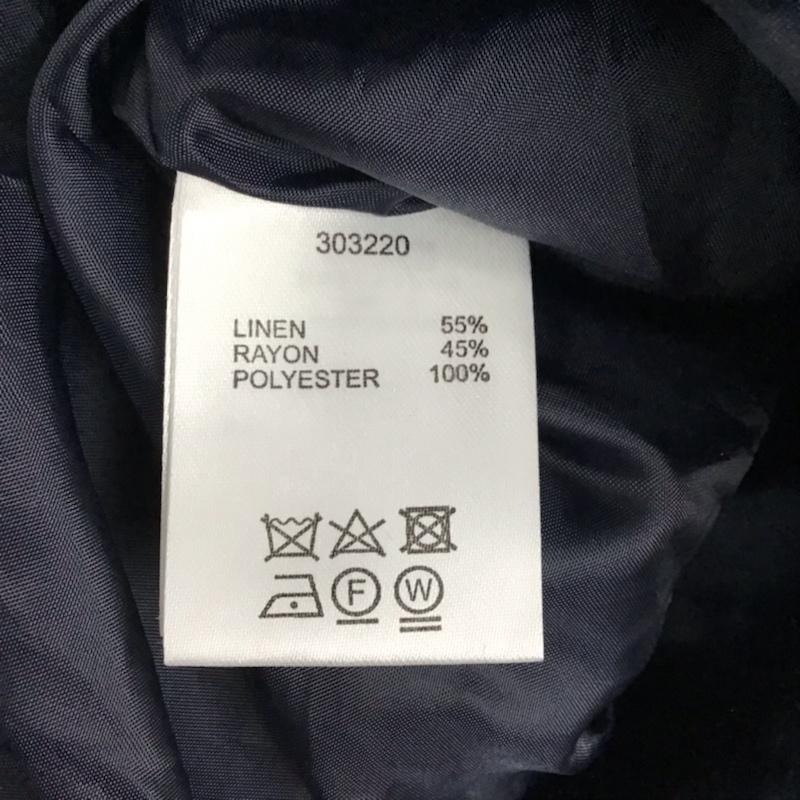 303220
LINEN 55%
RAYON 45%
POLYESTER 100%
F W